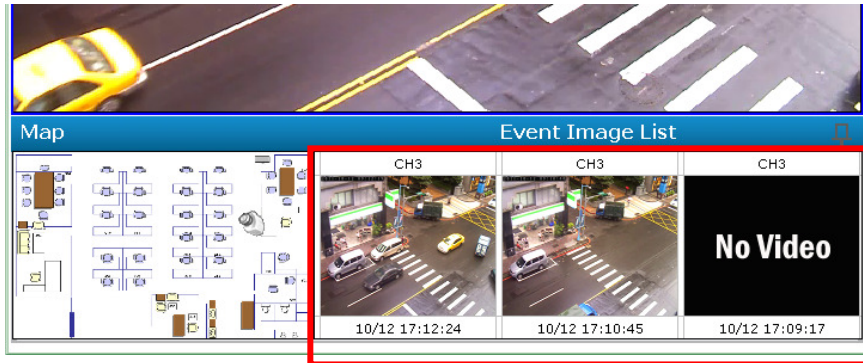 Map
Event Image List
CH3
CH3
CH3
No Video
10/12 17:12:24
10/12 17:10:45
10/12 17:09:17